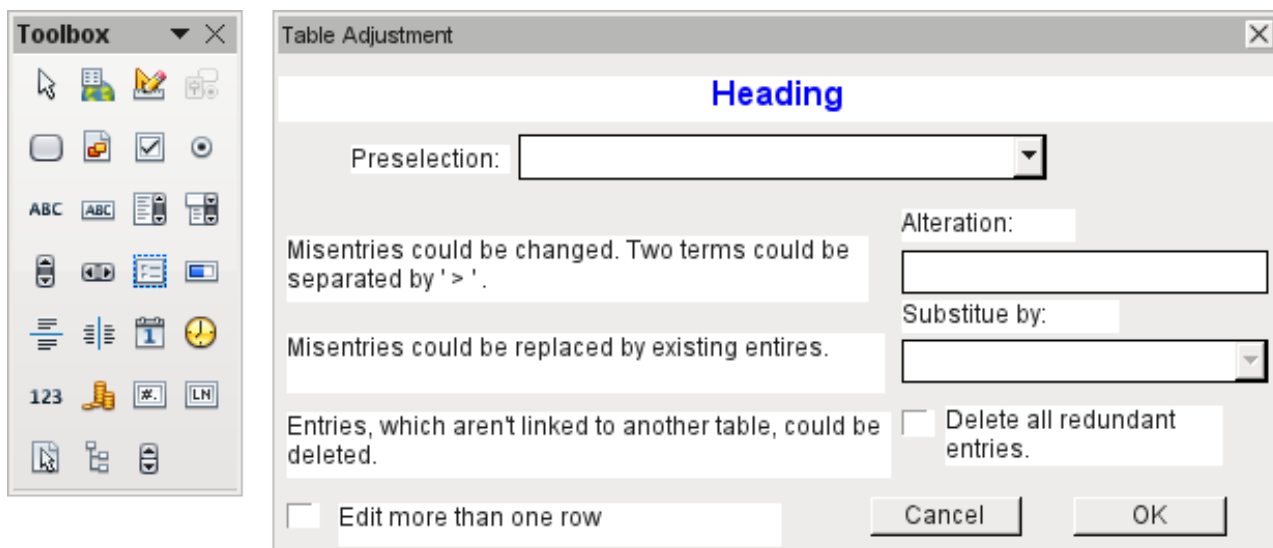 Toolbox
ABC ABC
1
123 #. LN
Table Adjustment
Heading
Preselection:
Alteration:
Misentries could be changed. Two terms could be
separated by ' > '.
Substitue by:
Misentries could be replaced by existing entires.
Entries, which aren't linked to another table, could be
deleted.
Delete all redundant
entries.
Edit more than one row
Cancel
OK